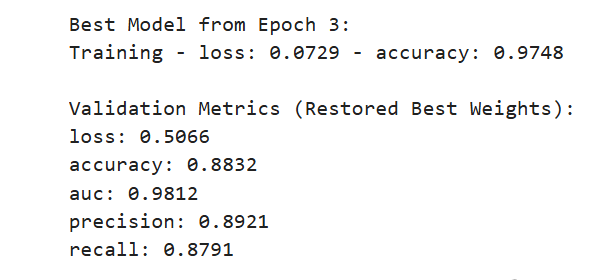 Best Model from Epoch 3:
Training - loss: 0.0729 - accuracy: 0.9748
Validation Metrics (Restored Best Weights):
loss: 0.5066
accuracy: 0.8832
auc: 0.9812
precision: 0.8921
recall: 0.8791